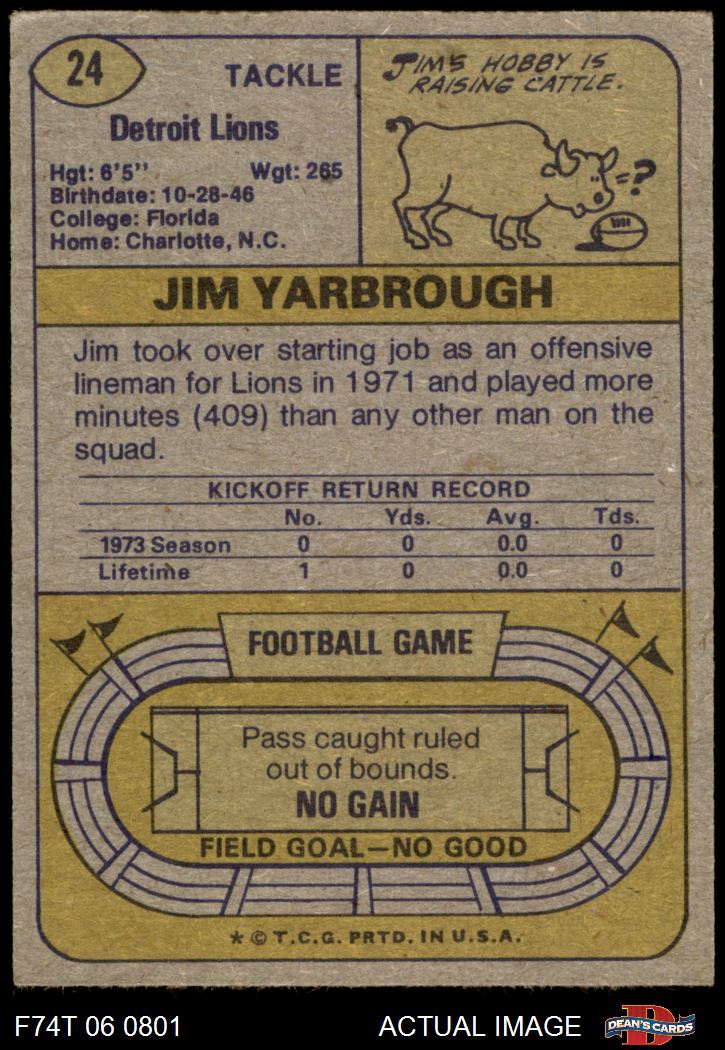 24
TACKLE
Detroit Lions
Hgt: 6'5" Wgt: 265
Birthdate: 10-28-46
College: Florida
Home: Charlotte, N.C.
JIM'S HOBBY IS
RAISING CATTLE.
=?
JIM YARBROUGH
Jim took over starting job as an offensive
lineman for Lions in 1971 and played more
minutes (409) than any other man on the
squad.
KICKOFF RETURN RECORD
No. Yds. Avg. Tds.
1973 Season 0 0 0.0 0
Lifetime 1 0 0.0 0
FOOTBALL GAME
Pass caught ruled
out of bounds.
NO GAIN
FIELD GOAL—NO GOOD
* © T.C.G. PRTD. IN U.S.A.
F74T 06 0801 ACTUAL IMAGE
D
DEAN'S CARDS